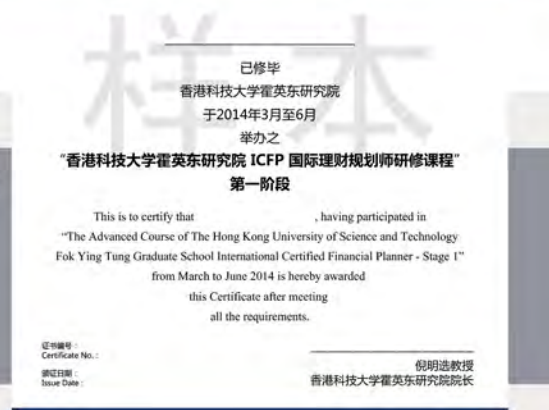 样本
已修毕
香港科技大学霍英东研究院
于2014年3月至6月
举办之
“香港科技大学霍英东研究院 ICFP 国际理财规划师研修课程”
第一阶段
This is to certify that , having participated in
“The Advanced Course of The Hong Kong University of Science and Technology
Fok Ying Tung Graduate School International Certified Financial Planner - Stage 1”
from March to June 2014 is hereby awarded
this Certificate after meeting
all the requirements.
证书编号：
Certificate No. :
颁证日期：
Issue Date :
倪明选教授
香港科技大学霍英东研究院院长